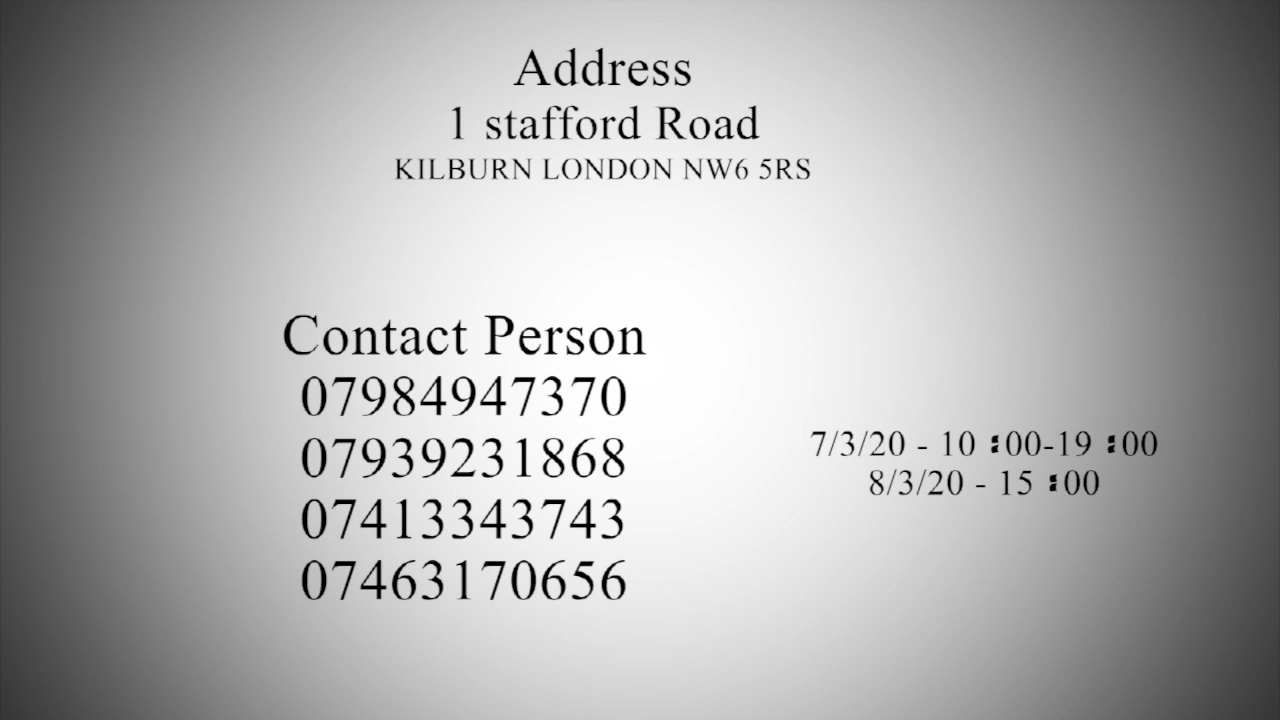 Address
1 stafford Road
KILBURN LONDON NW6 5RS
Contact Person
07984947370
07939231868
07413343743
07463170656
7/3/20 - 10 :00-19 :00
8/3/20 - 15 :00